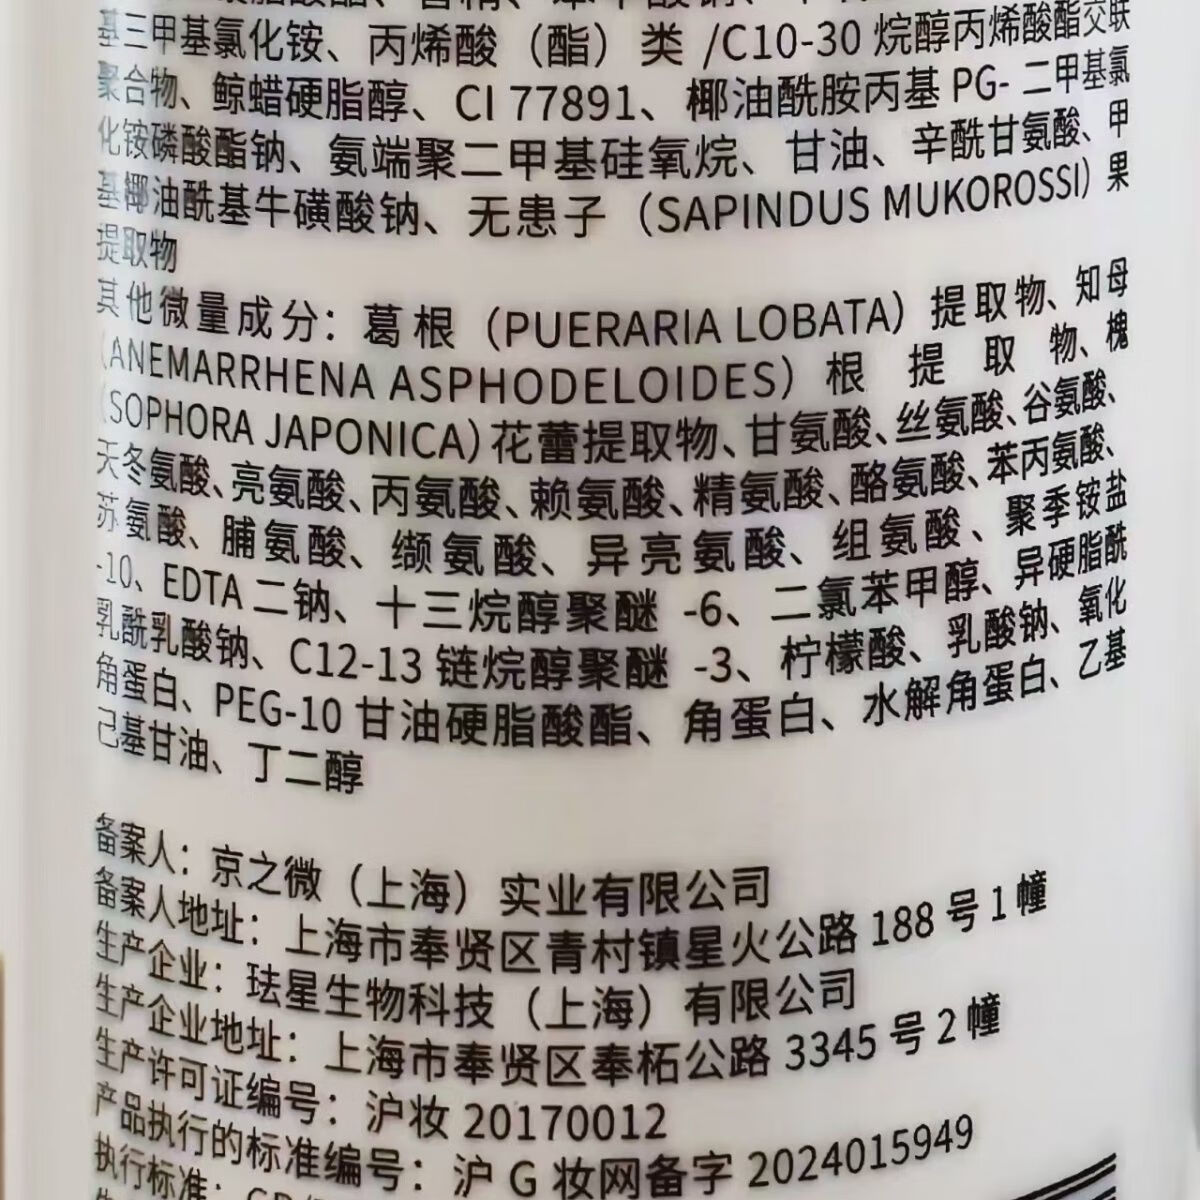 基三甲基氯化铵、丙烯酸（酯）类 /C10-30 烷醇丙烯酸酯交联
聚合物、鲸蜡硬脂醇、CI 77891、椰油酰胺丙基 PG- 二甲基氯
化铵磷酸酯钠、氨端聚二甲基硅氧烷、甘油、辛酰甘氨酸、甲
基椰油酰基牛磺酸钠、无患子（SAPINDUS MUKOROSSI）果
提取物
其他微量成分：葛根（PUERARIA LOBATA）提取物、知母
（ANEMARRHENA ASPHODELOIDES）根提取物、槐
（SOPHORA JAPONICA）花蕾提取物、甘氨酸、丝氨酸、谷氨酸、
天冬氨酸、亮氨酸、丙氨酸、赖氨酸、精氨酸、酪氨酸、苯丙氨酸、
苏氨酸、脯氨酸、缬氨酸、异亮氨酸、组氨酸、聚季铵盐
-10、EDTA 二钠、十三烷醇聚醚 -6、二氯苯甲醇、异硬脂酰
乳酰乳酸钠、C12-13 链烷醇聚醚 -3、柠檬酸、乳酸钠、氧化
角蛋白、PEG-10 甘油硬脂酸酯、角蛋白、水解角蛋白、乙基
己基甘油、丁二醇
备案人：京之微（上海）实业有限公司
备案人地址：上海市奉贤区青村镇星火公路 188 号 1 幢
生产企业：珐星生物科技（上海）有限公司
生产企业地址：上海市奉贤区奉柘公路 3345 号 2 幢
生产许可证编号：沪妆 20170012
产品执行的标准编号：沪 G 妆网备字 2024015949
执行标准：